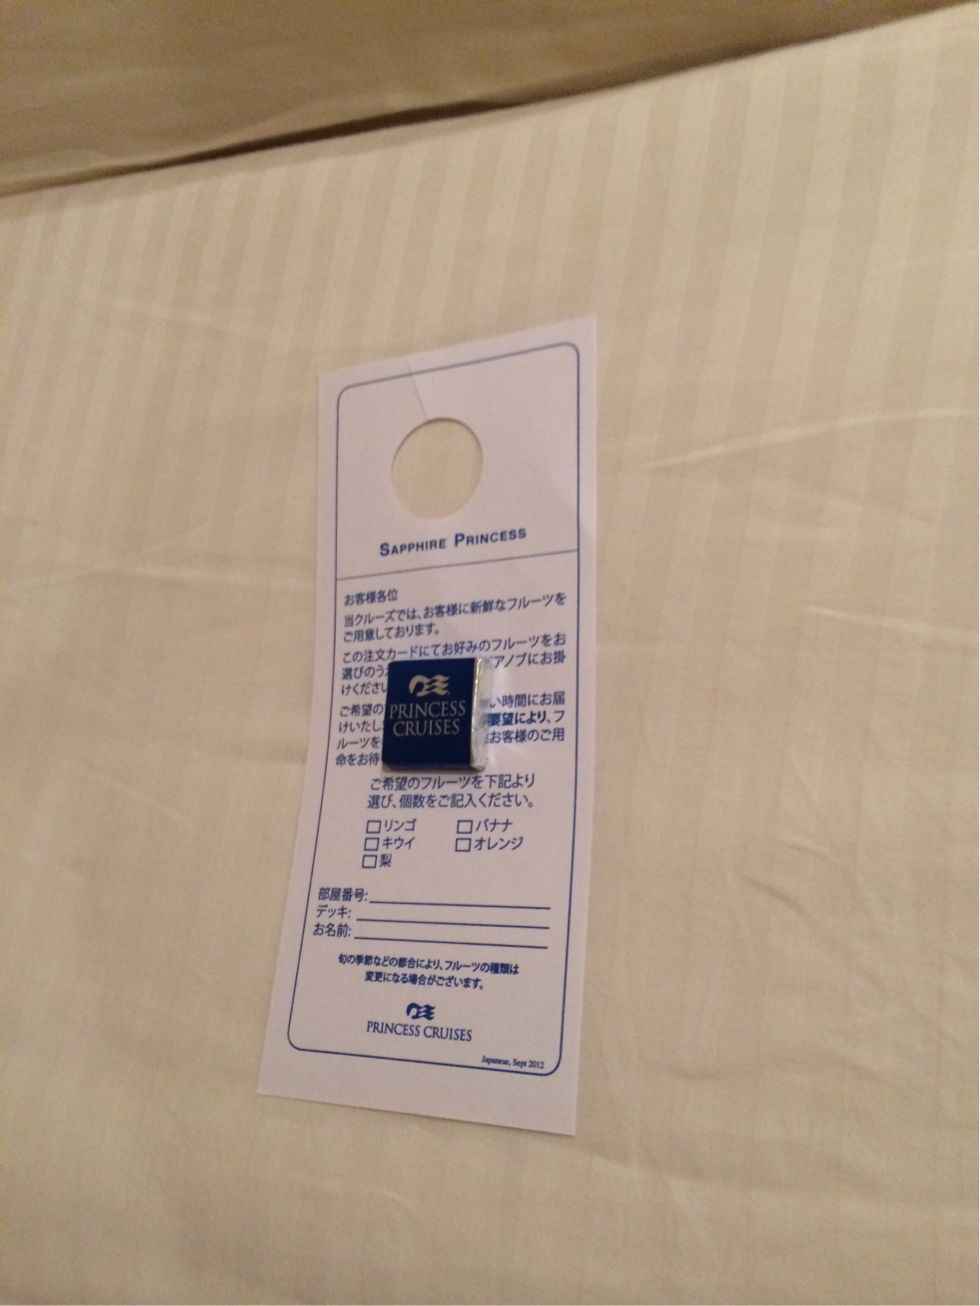 SAPPHIRE PRINCESS
お客様各位
当クルーズでは、お客様に新鮮なフルーツを
ご用意しております。
この注文カードにてお好みのフルーツをお
選びのう アノブにお掛
けくださ
ご希望の い時間にお届
けいたし 要望により、フ
ルーツを お客様のご用
命をお待
PRINCESS
CRUISES
ご希望のフルーツを下記より
選び、個数をご記入ください。
□リンゴ □バナナ
□キウイ □オレンジ
□梨
部屋番号:
デッキ:
お名前:
旬の季節などの都合により、フルーツの種類は
変更になる場合がございます。
PRINCESS CRUISES
Japanese, Sept 2012